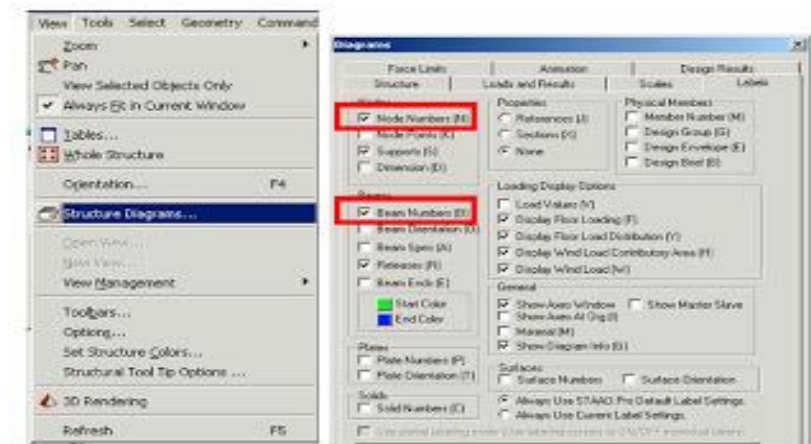 View Tools Select Geometry Command
Zoom
Pan
View Selected Objects Only
Always Fit in Current Window
Tables...
Whole Structure
Orientation... F4
Structure Diagrams...
Open View...
View Management
Toolbars...
Options...
Set Structure Colors...
Structural Tool Tip Options ...
3D Rendering
Refresh F5
Diagrams
Force Limits Animation Design Results
Structure Loads and Results Scales Labels
Node Numbers (N)
Node Points (K)
Supports (S)
Dimension (D)
Properties
References (J)
Sections (X)
None
Physical Members
Member Number (M)
Design Group (G)
Design Envelope (E)
Design Brief (B)
Beams
Beam Numbers (B)
Beam Orientation (O)
Beam Spec (A)
Releases (R)
Beam Ends (E)
Start Color
End Color
Loading Display Options
Load Values (V)
Display Floor Loading (F)
Display Floor Load Distribution (Y)
Display Wind Load Contributory Area (H)
Display Wind Load (W)
General
Show Axes Window Show Master Slave
Show Axes At Orig (I)
Material (M)
Show Diagram Info (G)
Plates
Plate Numbers (P)
Plate Orientation (T)
Solids
Solid Numbers (C)
Surfaces
Surface Numbers Surface Orientation
Always Use STAAD.Pro Default Label Settings.
Always Use Current Label Settings.